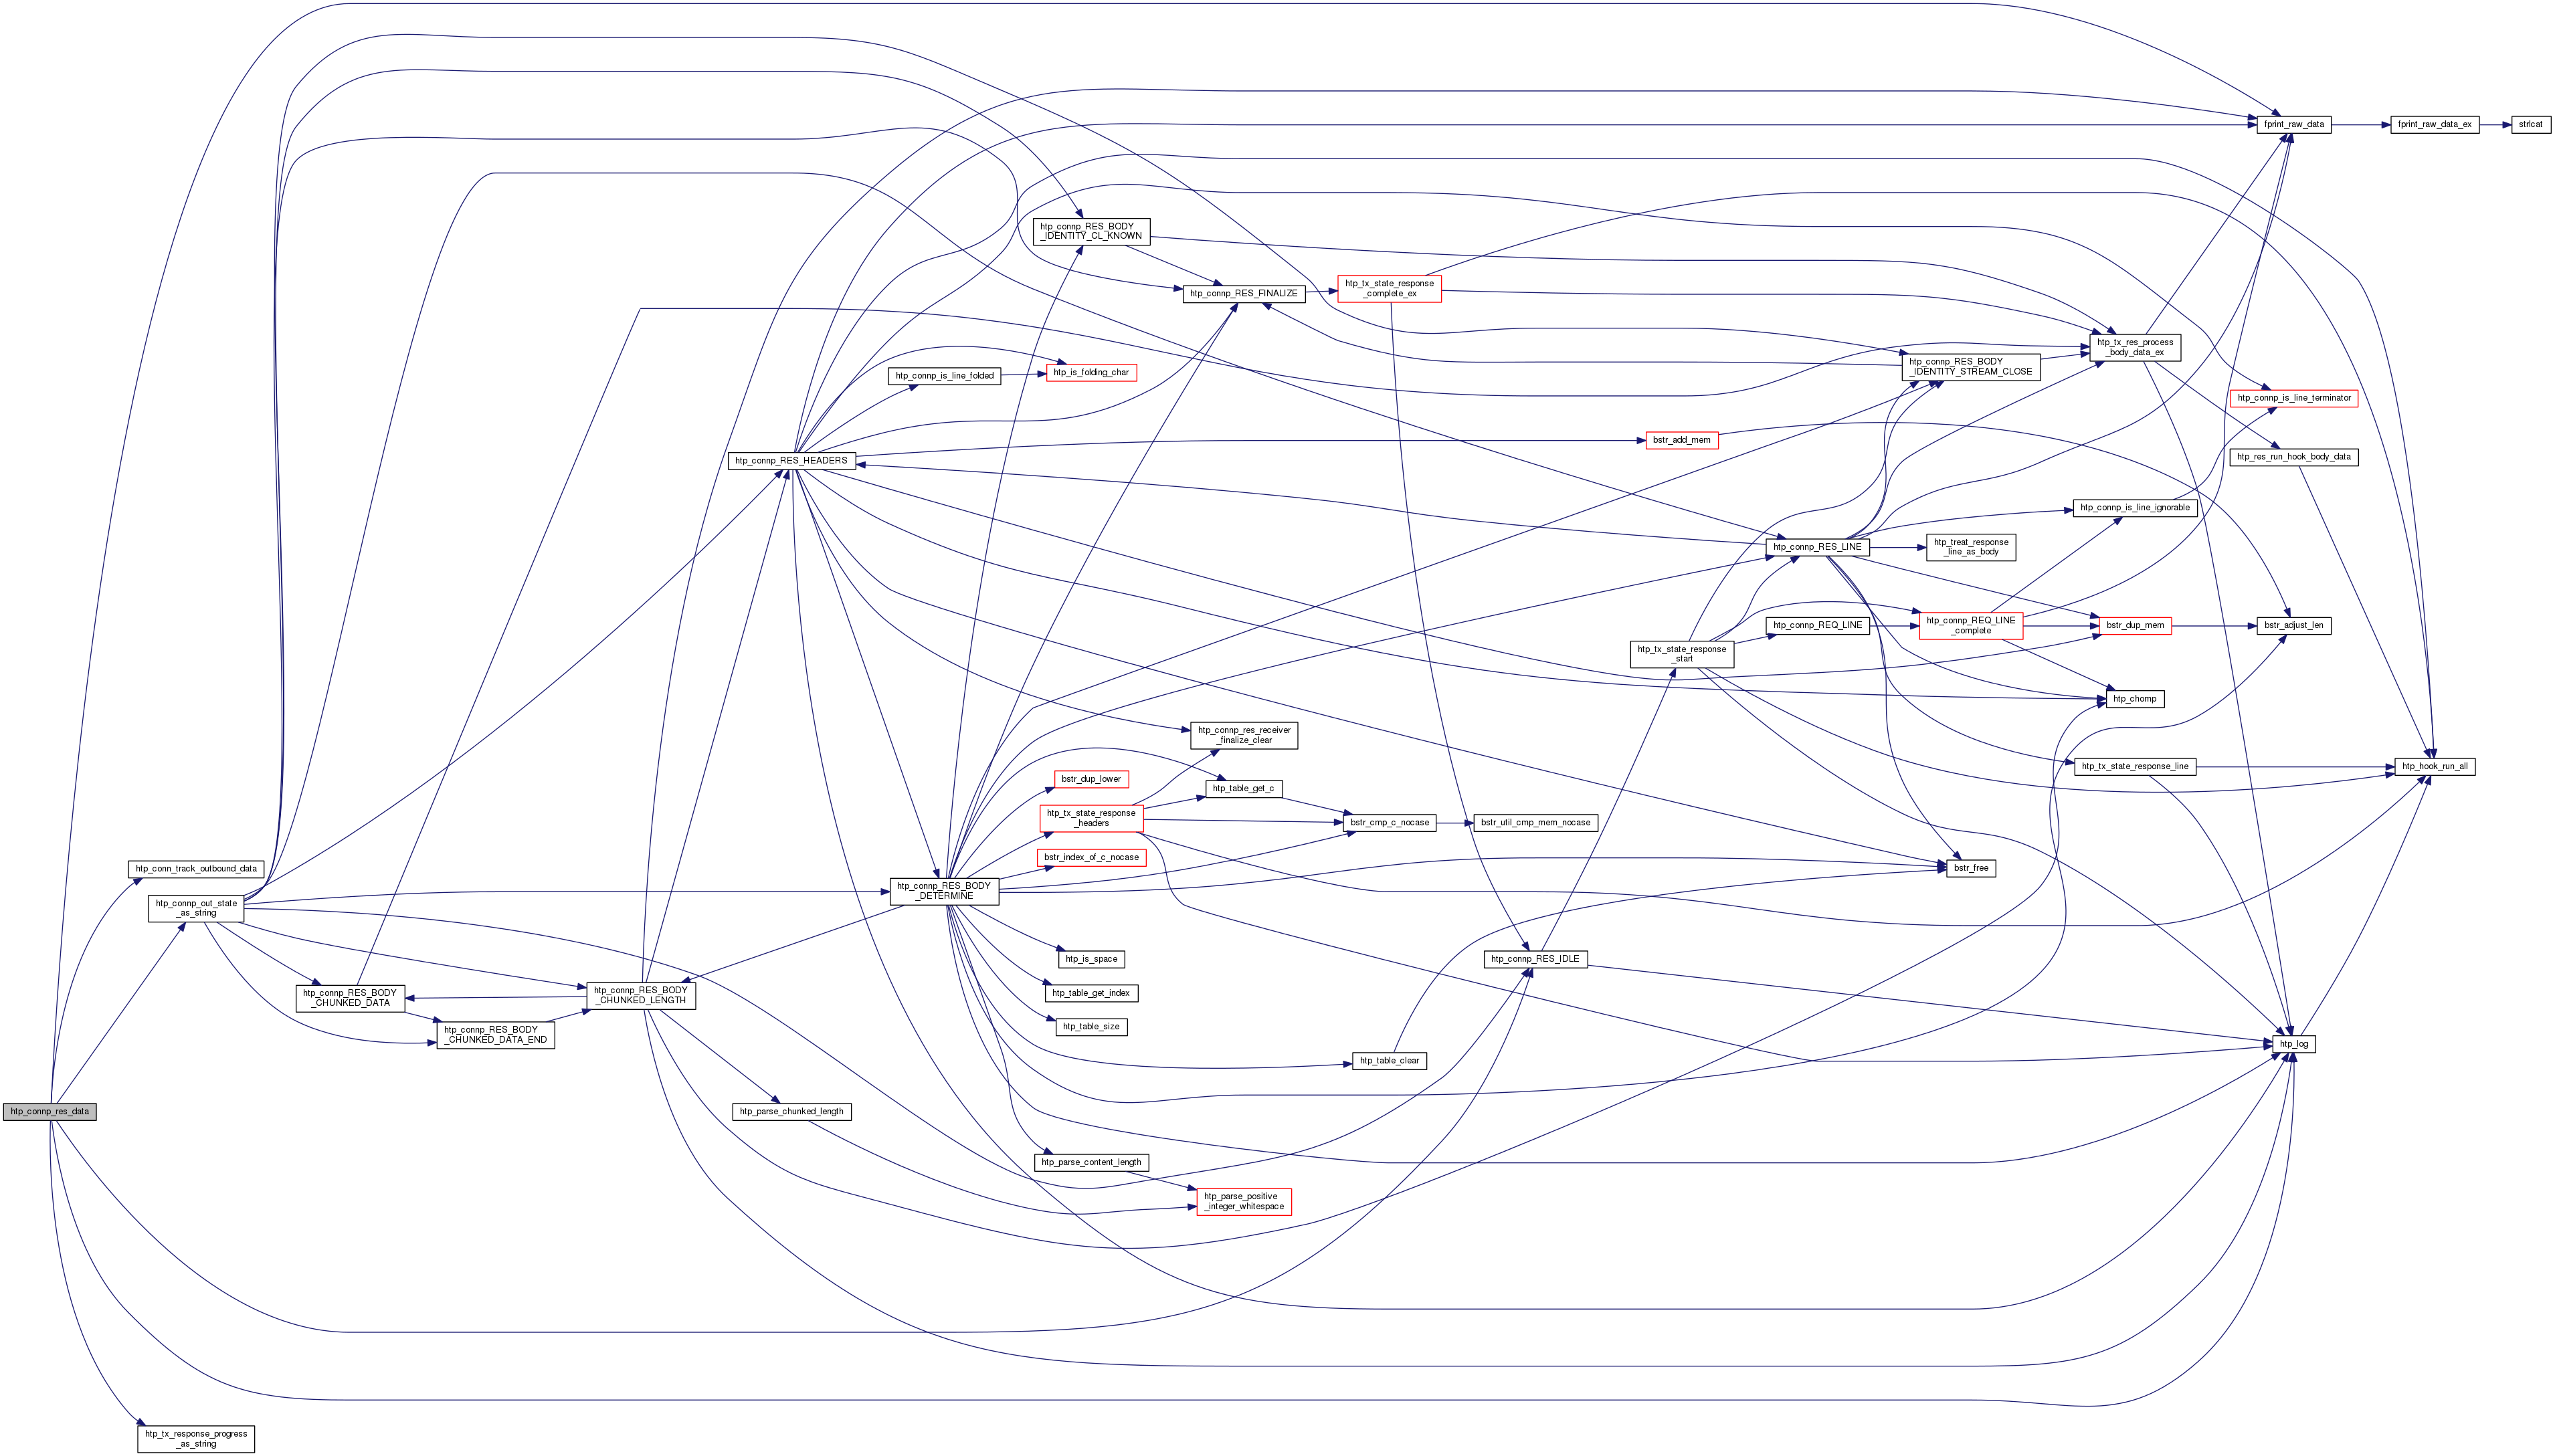 fprint_raw_data
fprint_raw_data_ex
strlcat
htp_connp_RES_BODY
_IDENTITY_CL_KNOWN
htp_connp_RES_FINALIZE
htp_tx_state_response
_complete_ex
htp_tx_res_process
_body_data_ex
htp_connp_RES_BODY
_IDENTITY_STREAM_CLOSE
htp_connp_is_line_folded
htp_is_folding_char
htp_connp_is_line_terminator
bstr_add_mem
htp_connp_RES_HEADERS
htp_res_run_hook_body_data
htp_connp_is_line_ignorable
htp_connp_RES_LINE
htp_treat_response
_line_as_body
htp_connp_REQ_LINE
htp_connp_REQ_LINE
_complete
bstr_dup_mem
bstr_adjust_len
htp_tx_state_response
_start
htp_chomp
htp_connp_res_receiver
_finalize_clear
htp_tx_state_response_line
htp_hook_run_all
bstr_dup_lower
htp_table_get_c
htp_tx_state_response
_headers
bstr_cmp_c_nocase
bstr_util_cmp_mem_nocase
bstr_index_of_c_nocase
htp_conn_track_outbound_data
bstr_free
htp_connp_RES_BODY
_DETERMINE
htp_connp_out_state
_as_string
htp_is_space
htp_connp_RES_IDLE
htp_connp_RES_BODY
_CHUNKED_DATA
htp_connp_RES_BODY
_CHUNKED_LENGTH
htp_table_get_index
htp_table_size
htp_connp_RES_BODY
_CHUNKED_DATA_END
htp_log
htp_table_clear
htp_connp_res_data
htp_parse_chunked_length
htp_parse_content_length
htp_parse_positive
_integer_whitespace
htp_tx_response_progress
_as_string